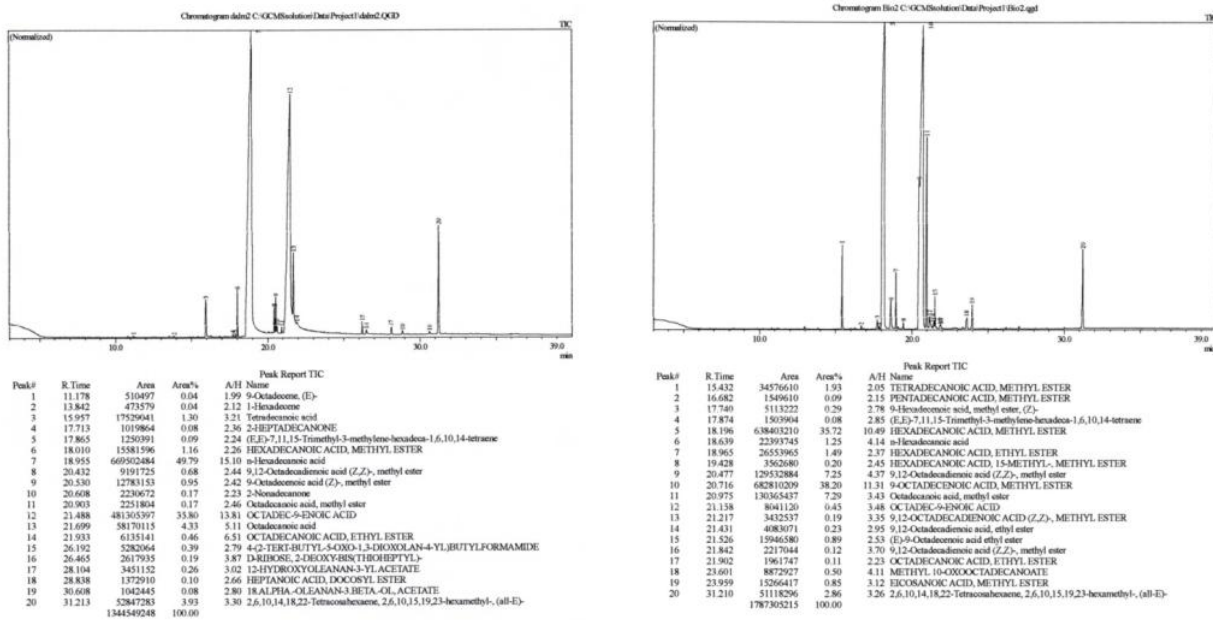 Chromatogram dalm2 C:\GCMSsolution\Data\Project1\dalm2.QGD
TIC
(Normalized)
10.0 20.0 30.0 39.0
min
Peak Report TIC
Peak# R.Time Area Area% A/H Name
1 11.178 510497 0.04 1.99 9-Octadecene, (E)-
2 13.842 473579 0.04 2.12 1-Hexadecene
3 15.957 17529041 1.30 3.21 Tetradecanoic acid
4 17.713 1019864 0.08 2.36 2-HEPTADECANONE
5 17.865 1250391 0.09 2.24 (E,E)-7,11,15-Trimethyl-3-methylene-hexadeca-1,6,10,14-tetraene
6 18.010 15581596 1.16 2.26 HEXADECANOIC ACID, METHYL ESTER
7 18.955 669502484 49.79 15.10 n-Hexadecanoic acid
8 20.432 9191725 0.68 2.44 9,12-Octadecadienoic acid (Z,Z)-, methyl ester
9 20.530 12783153 0.95 2.42 9-Octadecenoic acid (Z)-, methyl ester
10 20.608 2230672 0.17 2.23 2-Nonadecanone
11 20.903 2251804 0.17 2.46 Octadecanoic acid, methyl ester
12 21.488 481305397 35.80 13.81 OCTADEC-9-ENOIC ACID
13 21.699 58170115 4.33 5.11 Octadecanoic acid
14 21.933 6135141 0.46 6.51 OCTADECANOIC ACID, ETHYL ESTER
15 26.192 5282064 0.39 2.79 4-(2-TERT-BUTYL-5-OXO-1,3-DIOXOLAN-4-YL)BUTYLFORMAMIDE
16 26.465 2617935 0.19 3.87 D-RIBOSE, 2-DEOXY-BIS(THIOHEPTYL)-
17 28.104 3451152 0.26 3.02 12-HYDROXYOLEANAN-3-YL ACETATE
18 28.838 1372910 0.10 2.66 HEPTANOIC ACID, DOCOSYL ESTER
19 30.608 1042445 0.08 2.80 18.ALPHA.-OLEANAN-3.BETA.-OL, ACETATE
20 31.213 52847283 3.93 3.30 2,6,10,14,18,22-Tetracosahexaene, 2,6,10,15,19,23-hexamethyl-, (all-E)-
1344549248 100.00
Chromatogram Bio2 C:\GCMSsolution\Data\Project1\Bio2.qgd
(Normalized)
10.0 20.0 30.0 39.0
min
Peak Report TIC
Peak# R.Time Area Area% A/H Name
1 15.432 34576610 1.93 2.05 TETRADECANOIC ACID, METHYL ESTER
2 16.682 1549610 0.09 2.15 PENTADECANOIC ACID, METHYL ESTER
3 17.740 5113222 0.29 2.78 9-Hexadecenoic acid, methyl ester, (Z)-
4 17.874 1503904 0.08 2.85 (E,E)-7,11,15-Trimethyl-3-methylene-hexadeca-1,6,10,14-tetraene
5 18.196 638403210 35.72 10.49 HEXADECANOIC ACID, METHYL ESTER
6 18.639 22393745 1.25 4.14 n-Hexadecanoic acid
7 18.965 26553965 1.49 2.37 HEXADECANOIC ACID, ETHYL ESTER
8 19.428 3562680 0.20 2.45 HEXADECANOIC ACID, 15-METHYL-, METHYL ESTER
9 20.477 129532884 7.25 4.37 9,12-Octadecadienoic acid (Z,Z)-, methyl ester
10 20.716 682810209 38.20 11.31 9-OCTADECENOIC ACID, METHYL ESTER
11 20.975 130365437 7.29 3.43 Octadecanoic acid, methyl ester
12 21.158 8041120 0.45 3.48 OCTADEC-9-ENOIC ACID
13 21.217 3432537 0.19 3.35 9,12-OCTADECADIENOIC ACID (Z,Z)-, METHYL ESTER
14 21.431 4083071 0.23 2.95 9,12-Octadecadienoic acid, ethyl ester
15 21.526 15946580 0.89 2.53 (E)-9-Octadecenoic acid ethyl ester
16 21.842 2217044 0.12 3.70 9,12-Octadecadienoic acid (Z,Z)-, methyl ester
17 21.902 1961747 0.11 2.23 OCTADECANOIC ACID, ETHYL ESTER
18 23.601 8872927 0.50 4.11 METHYL 10-OXOOCTADECANOATE
19 23.959 15266417 0.85 3.12 EICOSANOIC ACID, METHYL ESTER
20 31.210 51118296 2.86 3.26 2,6,10,14,18,22-Tetracosahexaene, 2,6,10,15,19,23-hexamethyl-, (all-E)-
1787305215 100.00